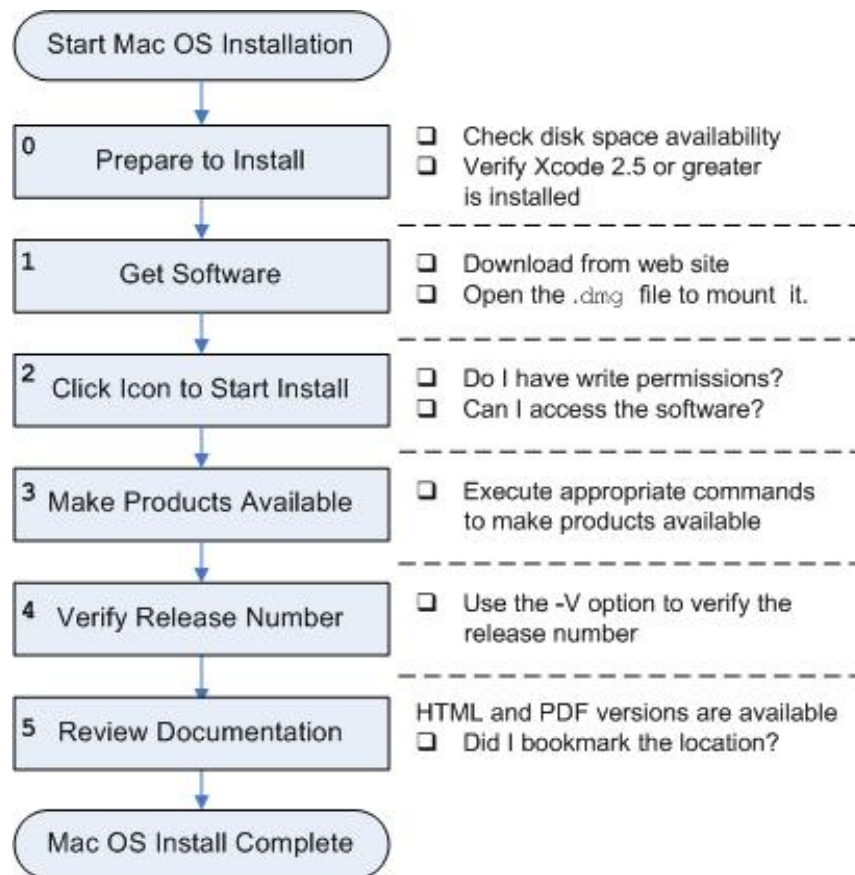 Start Mac OS Installation
0
Prepare to Install
❑ Check disk space availability
❑ Verify Xcode 2.5 or greater
is installed
1
Get Software
❑ Download from web site
❑ Open the .dmg file to mount it.
2
Click Icon to Start Install
❑ Do I have write permissions?
❑ Can I access the software?
3
Make Products Available
❑ Execute appropriate commands
to make products available
4
Verify Release Number
❑ Use the -V option to verify the
release number
5
Review Documentation
HTML and PDF versions are available
❑ Did I bookmark the location?
Mac OS Install Complete